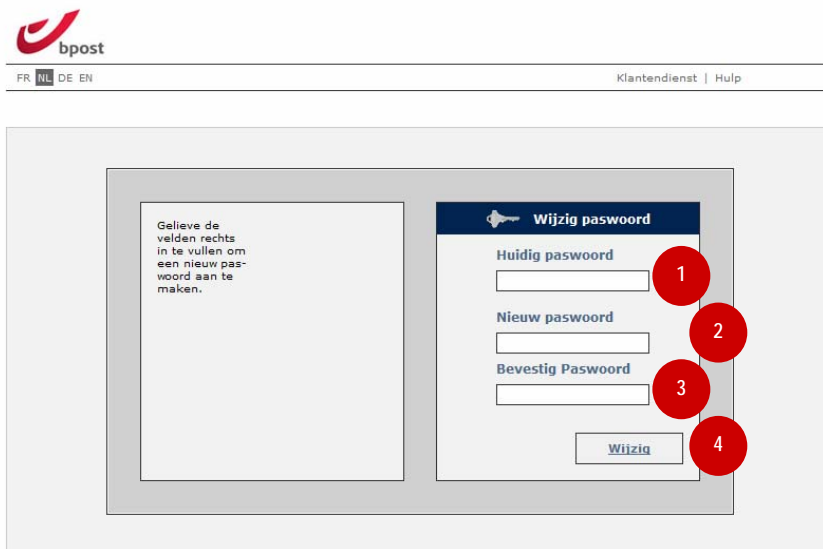 bpost
FR NL DE EN
Klantendienst | Hulp
Gelieve de
velden rechts
in te vullen om
een nieuw pas-
woord aan te
maken.
Wijzig paswoord
Huidig paswoord
1
Nieuw paswoord
2
Bevestig Paswoord
3
Wijzig
4